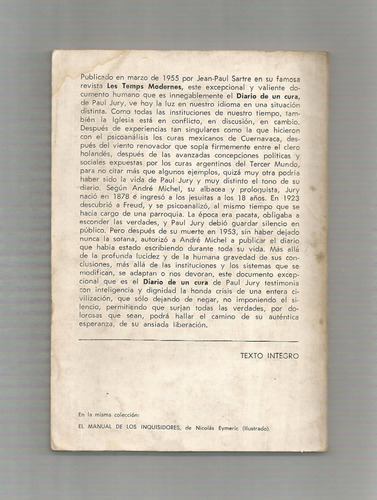 Publicado en marzo de 1955 por Jean-Paul Sartre en su famosa
revista Les Temps Modernes, este excepcional y valiente do-
cumento humano que es innegablemente el Diario de un cura,
de Paul Jury, ve hoy la luz en nuestro idioma en una situación
distinta. Como todas las instituciones de nuestro tiempo, tam-
bién la Iglesia está en conflicto, en discusión, en cambio.
Después de experiencias tan singulares como la que hicieron
con el psicoanálisis los curas mexicanos de Cuernavaca, des-
pués del viento renovador que sopla firmemente entre el clero
holandés, después de las avanzadas concepciones políticas y
sociales expuestas por los curas argentinos del Tercer Mundo,
para no citar más que algunos ejemplos, quizá muy otra podría
haber sido la vida de Paul Jury y muy distinto el tono de su
diario. Según André Michel, su albacea y prologuista, Jury
nació en 1878 e ingresó a los jesuitas a los 18 años. En 1923
descubrió a Freud, y se psicoanalizó, al mismo tiempo que se
hacía cargo de una parroquia. La época era pacata, obligaba a
esconder las verdades, y Paul Jury debió guardar silencio en
público. Pero después de su muerte en 1953, sin haber dejado
nunca la sotana, autorizó a André Michel a publicar el diario
que había estado escribiendo durante toda su vida. Más allá
de la profunda lucidez y de la humana gravedad de sus con-
clusiones, más allá de las instituciones y los sistemas que se
modifican, se adaptan o nos devoran, este documento excep-
cional que es el Diario de un cura de Paul Jury testimonia
con inteligencia y dignidad la honda crisis de una entera ci-
vilización, que sólo dejando de negar, no imponiendo el si-
lencio, permitiendo que surjan todas las verdades, por do-
lorosas que sean, podrá hallar el camino de su auténtica
esperanza, de su ansiada liberación.
TEXTO INTEGRO
En la misma colección:
EL MANUAL DE LOS INQUISIDORES, de Nicolás Eymeric (Ilustrado).